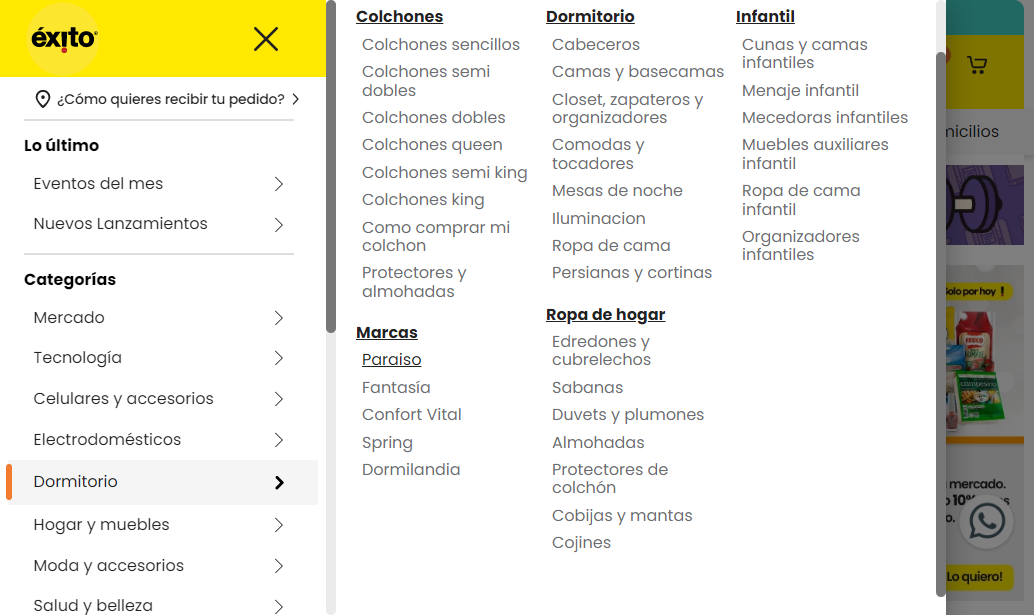 éxito
¿Cómo quieres recibir tu pedido?
Lo último
Eventos del mes
Nuevos Lanzamientos
Categorías
Mercado
Tecnología
Celulares y accesorios
Electrodomésticos
Dormitorio
Hogar y muebles
Moda y accesorios
Salud y belleza
Colchones
Colchones sencillos
Colchones semi
dobles
Colchones dobles
Colchones queen
Colchones semi king
Colchones king
Como comprar mi
colchon
Protectores y
almohadas
Marcas
Paraiso
Fantasía
Confort Vital
Spring
Dormilandia
Dormitorio
Cabeceros
Camas y basecamas
Closet, zapateros y
organizadores
Comodas y
tocadores
Mesas de noche
Iluminacion
Ropa de cama
Persianas y cortinas
Ropa de hogar
Edredones y
cubrelechos
Sabanas
Duvets y plumones
Almohadas
Protectores de
colchón
Cobijas y mantas
Cojines
Infantil
Cunas y camas
infantiles
Menaje infantil
Mecedoras infantiles
Muebles auxiliares
infantil
Ropa de cama
infantil
Organizadores
infantiles
micilios
Solo por hoy !
mercado.
10%
Lo quiero!